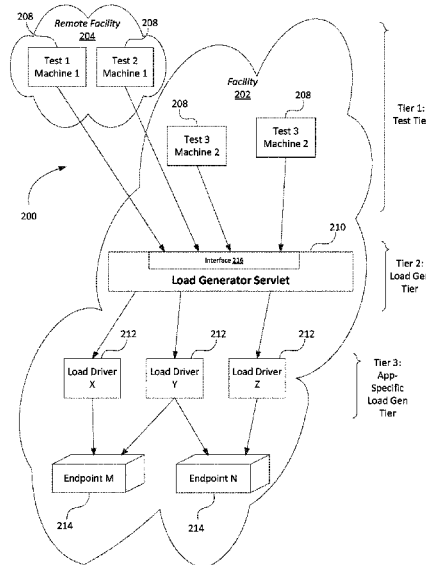 208
Remote Facility
204
208
Test 1
Machine 1
Test 2
Machine 1
Facility
202
208
208
Test 3
Machine 2
Test 3
Machine 2
Tier 1:
Test Tie
200
210
Interface 216
Load Generator Servlet
Tier 2:
Load Ge
Tier
212
212
212
Load Driver
X
Load Driver
Y
Load Driver
Z
Tier 3:
App-
Specific
Load Gen
Tier
Endpoint M
Endpoint N
214
214